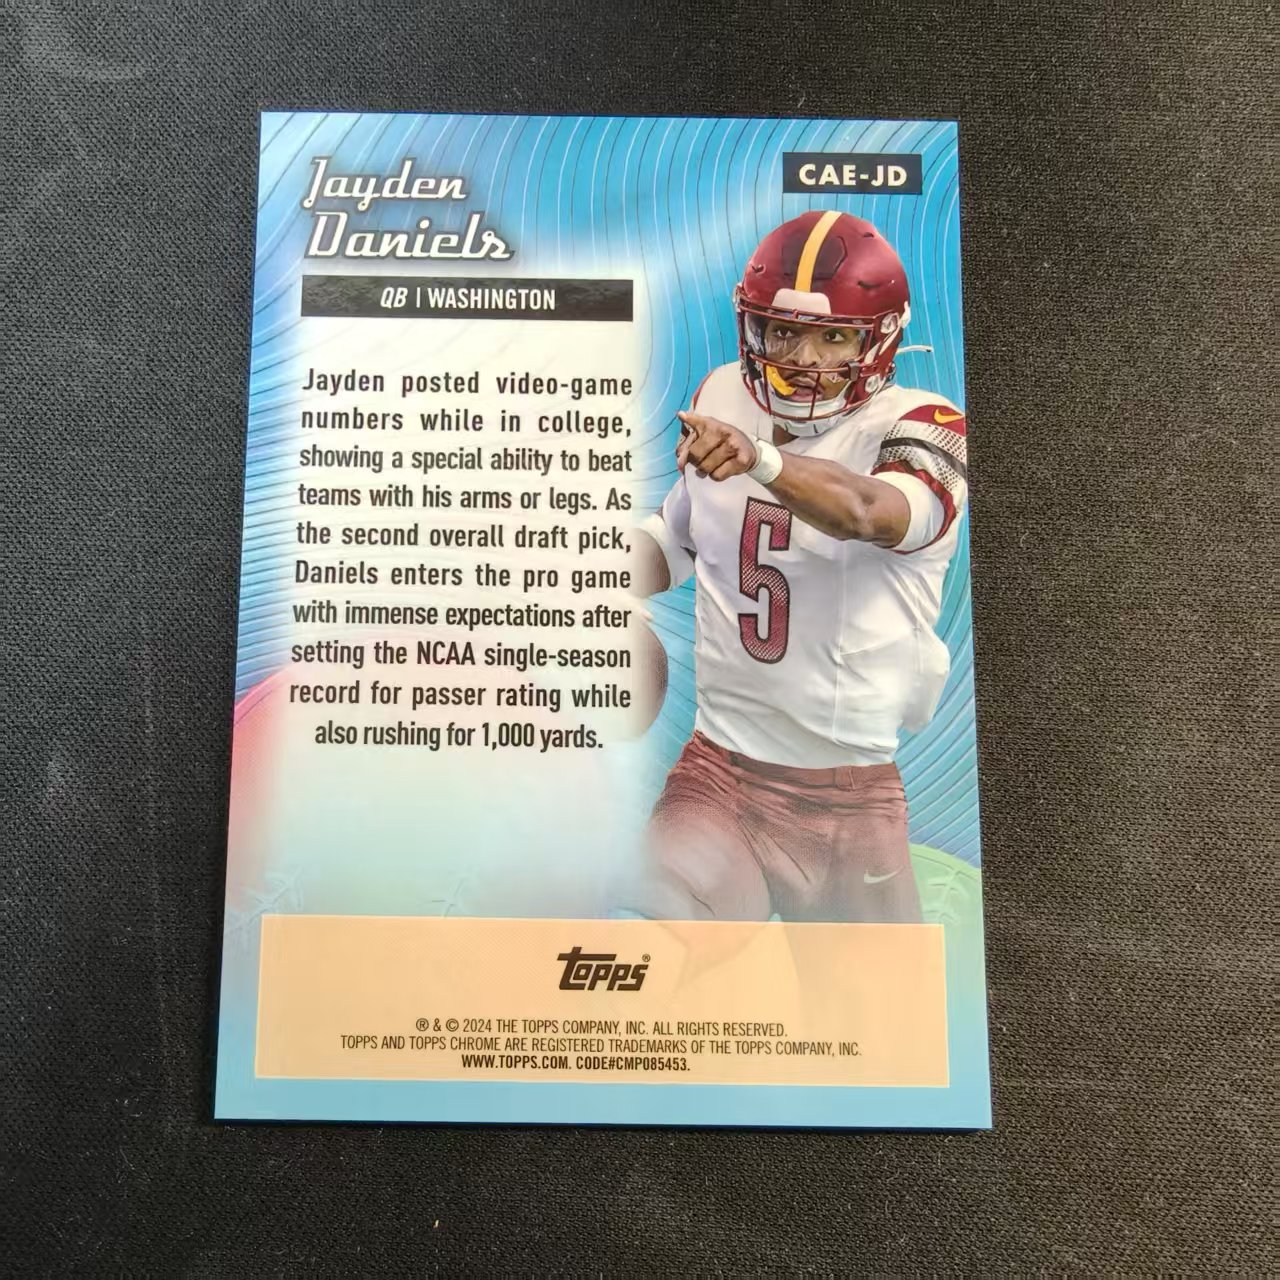 Jayden
Daniels
CAE-JD
QB | WASHINGTON
Jayden posted video-game
numbers while in college,
showing a special ability to beat
teams with his arms or legs. As
the second overall draft pick,
Daniels enters the pro game
with immense expectations after
setting the NCAA single-season
record for passer rating while
also rushing for 1,000 yards.
5
Topps®
® & © 2024 THE TOPPS COMPANY, INC. ALL RIGHTS RESERVED.
TOPPS AND TOPPS CHROME ARE REGISTERED TRADEMARKS OF THE TOPPS COMPANY, INC.
WWW.TOPPS.COM. CODE#CMP085453.